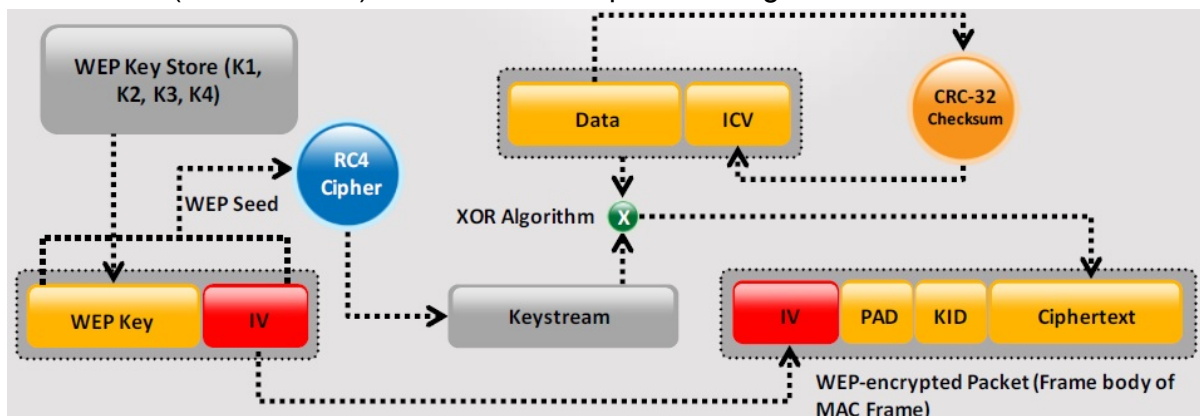 WEP Key Store (K1,
K2, K3, K4)
CRC-32
Checksum
Data
ICV
RC4
Cipher
WEP Seed
XOR Algorithm
X
WEP Key
IV
Keystream
IV
PAD
KID
Ciphertext
WEP-encrypted Packet (Frame body of
MAC Frame)